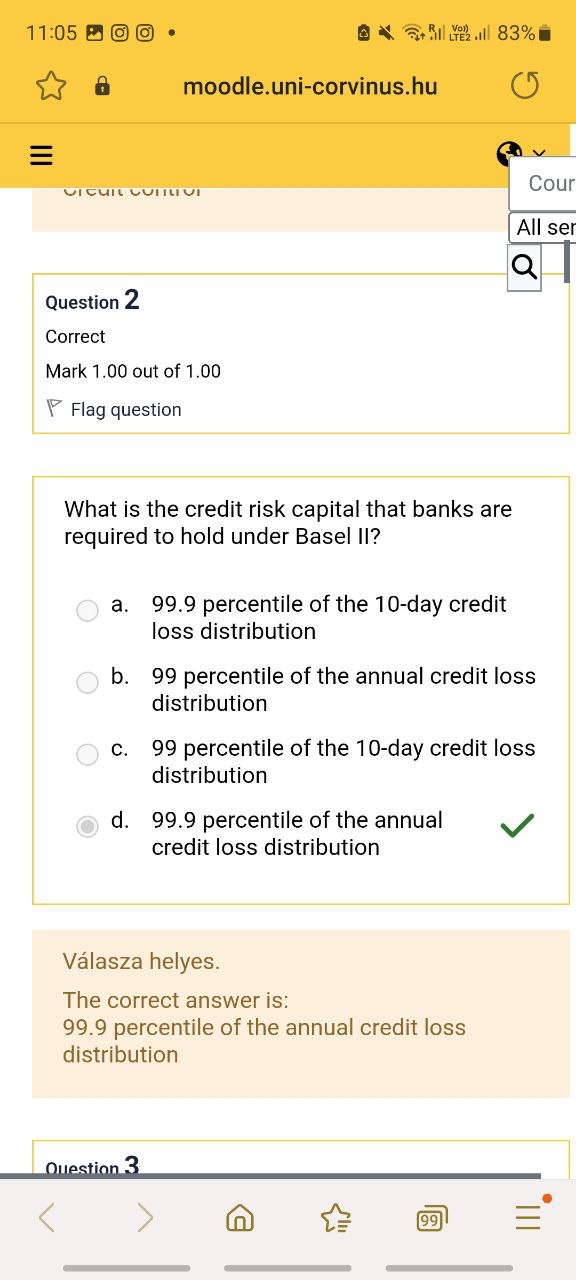 11:05
R
Vo))
LTE2
83%
moodle.uni-corvinus.hu
Cour
All ser
Credit control
Question 2
Correct
Mark 1.00 out of 1.00
Flag question
What is the credit risk capital that banks are
required to hold under Basel II?
a. 99.9 percentile of the 10-day credit
loss distribution
b. 99 percentile of the annual credit loss
distribution
c. 99 percentile of the 10-day credit loss
distribution
d. 99.9 percentile of the annual
credit loss distribution
Válasza helyes.
The correct answer is:
99.9 percentile of the annual credit loss
distribution
Question 3
99